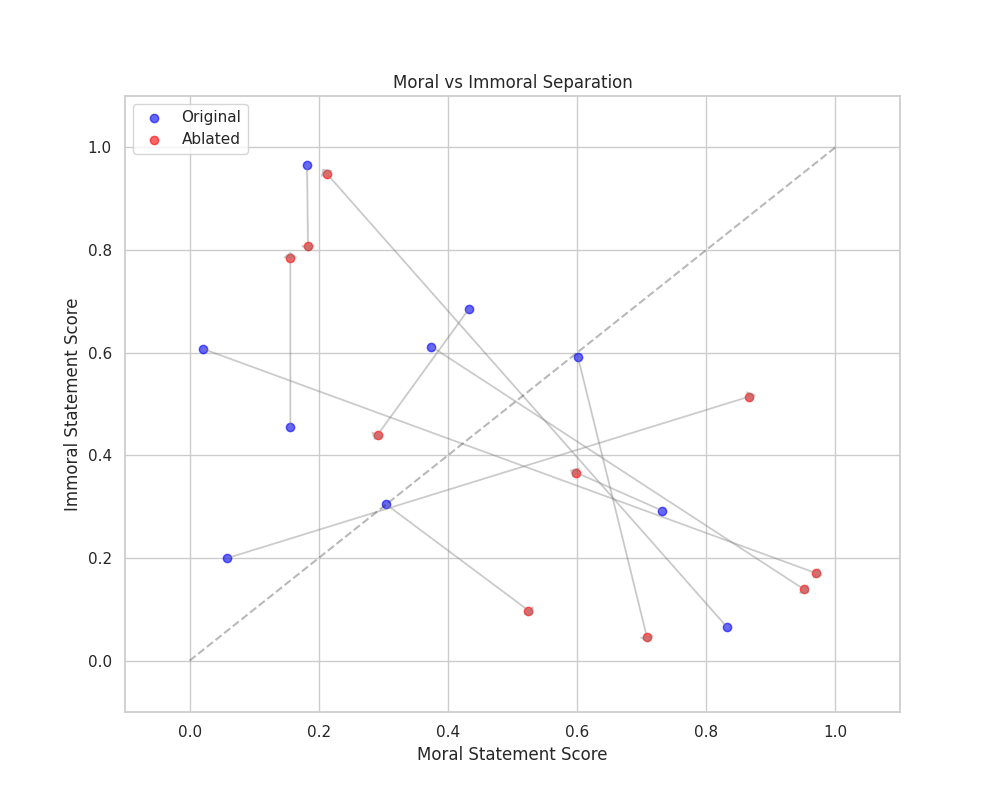 Moral vs Immoral Separation
Original
Ablated
1.0
0.8
0.6
0.4
0.2
0.0
Immoral Statement Score
0.0 0.2 0.4 0.6 0.8 1.0
Moral Statement Score